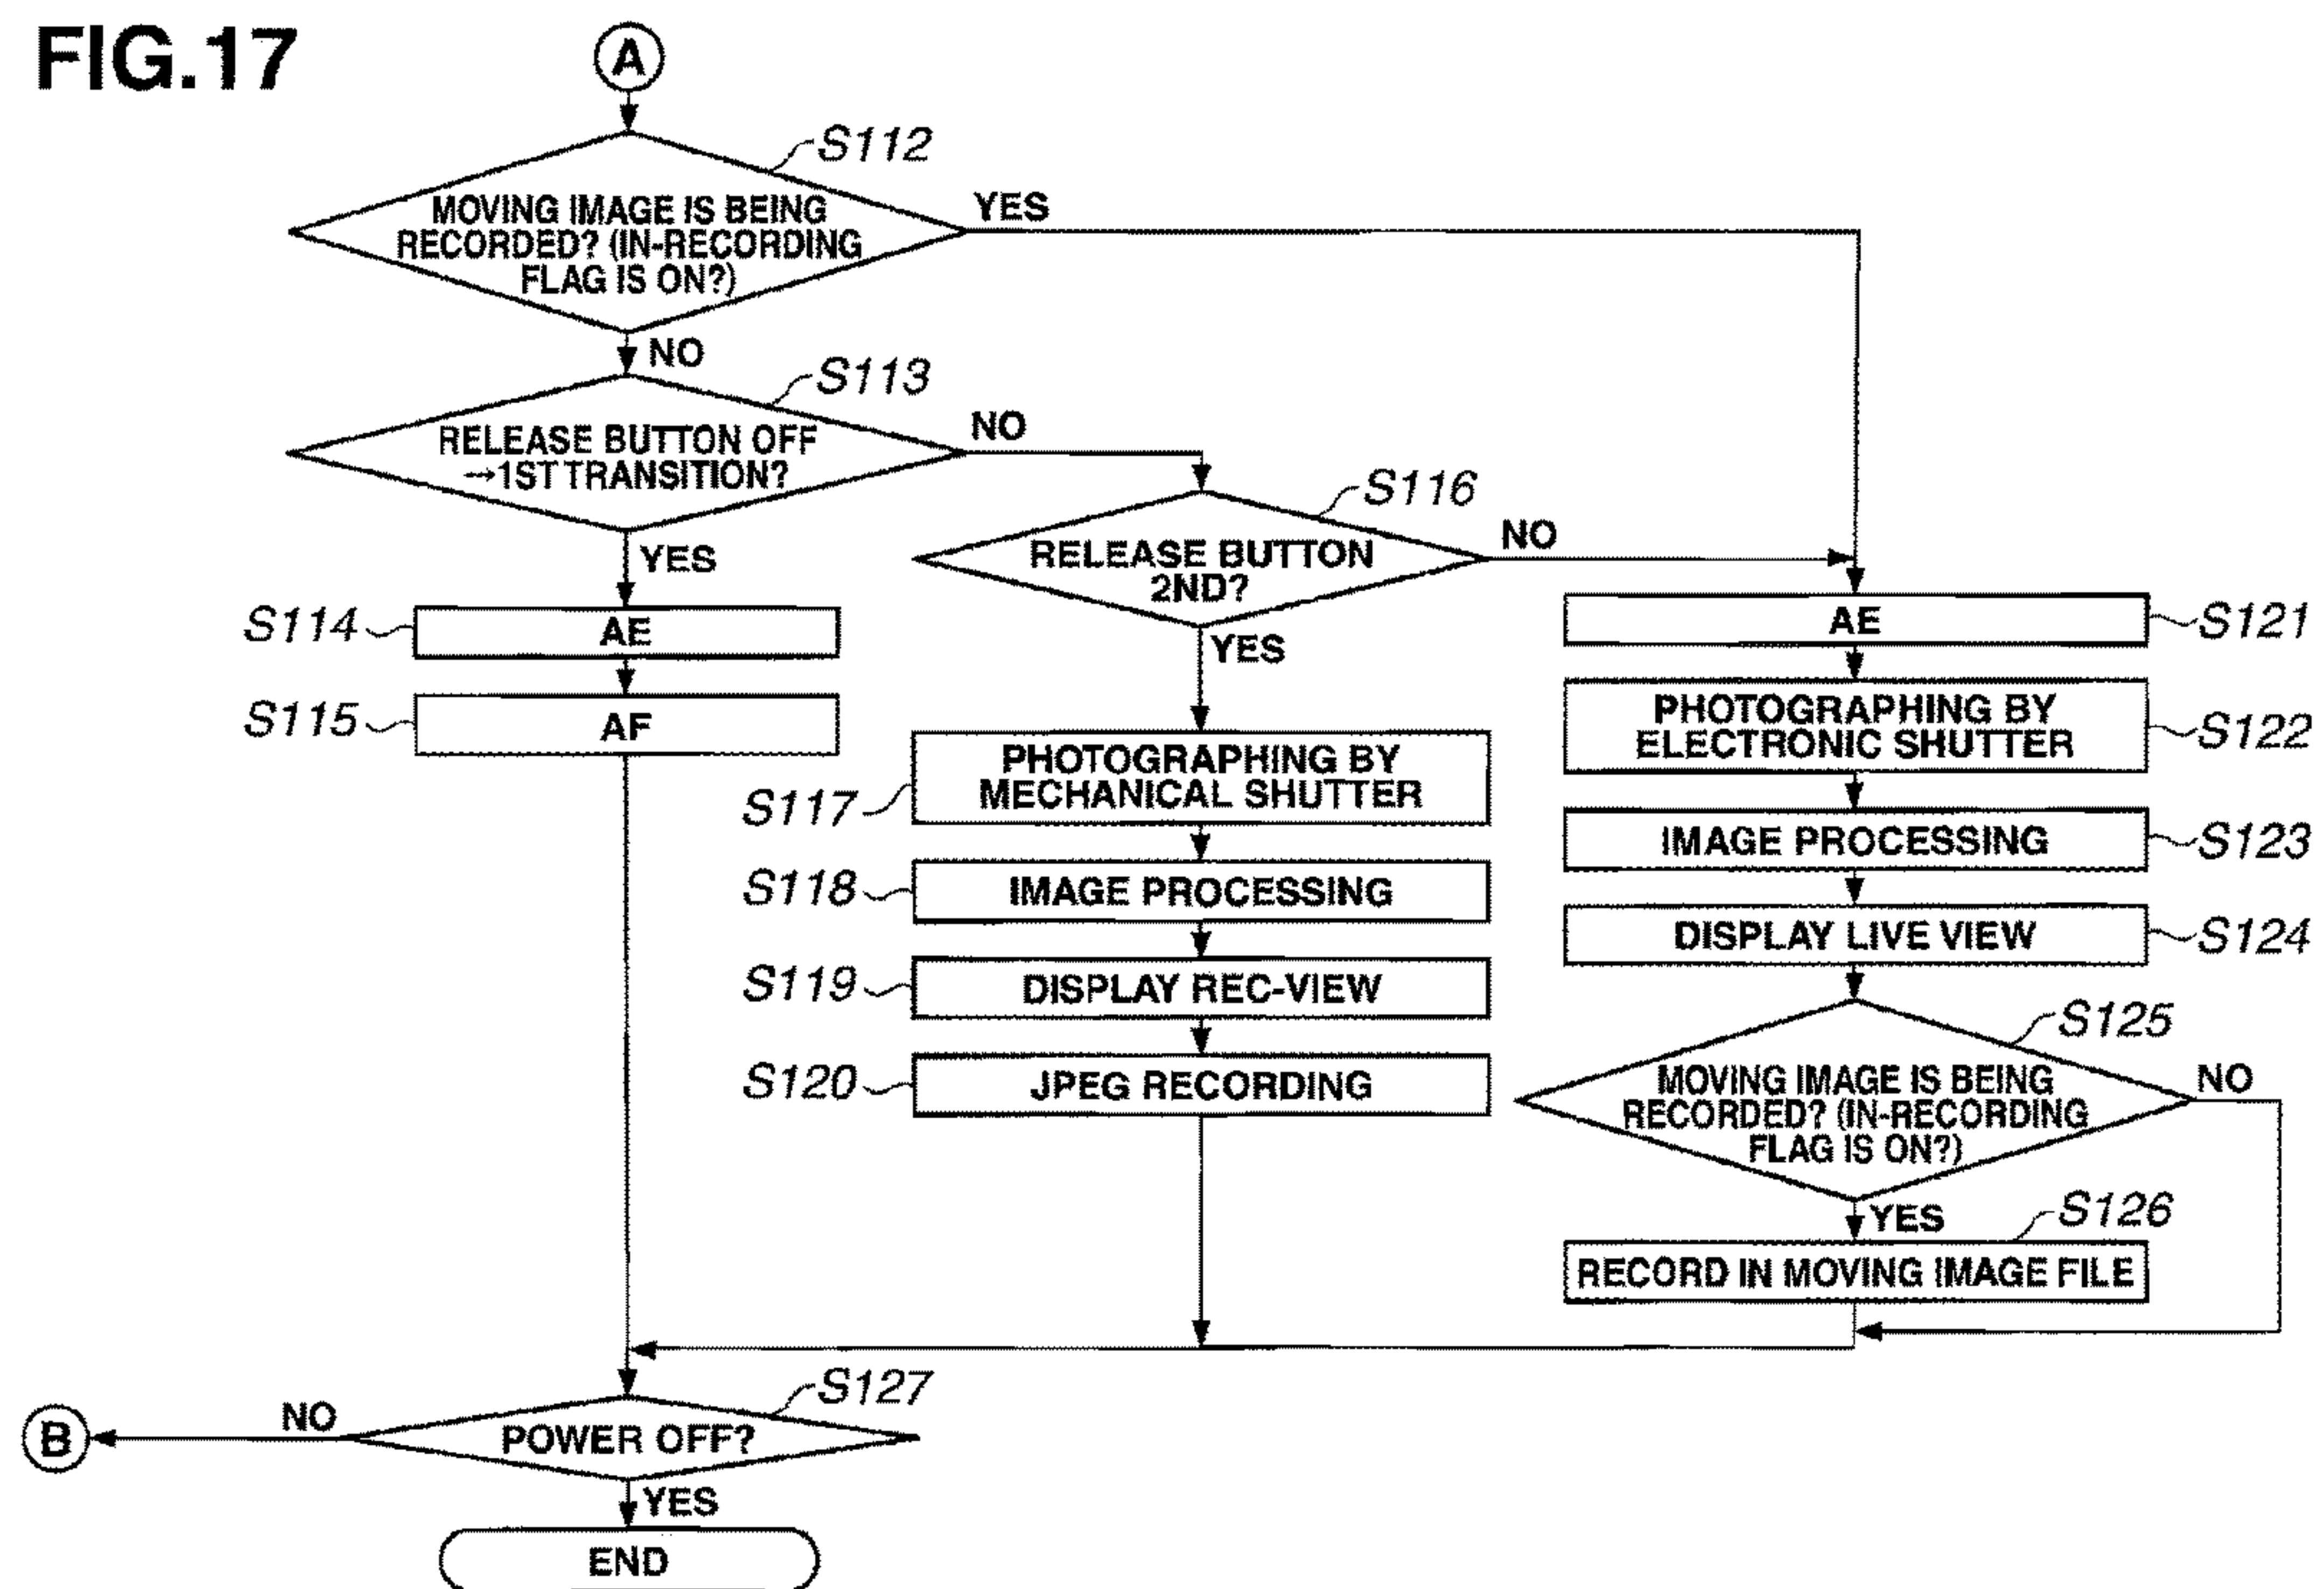 FIG.17
A
S112
MOVING IMAGE IS BEING
RECORDED? (IN-RECORDING
FLAG IS ON?)
YES
NO
S113
RELEASE BUTTON OFF
→1ST TRANSITION?
NO
YES
S114
AE
S115
AF
S116
RELEASE BUTTON
2ND?
NO
YES
S117
PHOTOGRAPHING BY
MECHANICAL SHUTTER
S118
IMAGE PROCESSING
S119
DISPLAY REC-VIEW
S120
JPEG RECORDING
AE
S121
PHOTOGRAPHING BY
ELECTRONIC SHUTTER
S122
IMAGE PROCESSING
S123
DISPLAY LIVE VIEW
S124
S125
MOVING IMAGE IS BEING
RECORDED? (IN-RECORDING
FLAG IS ON?)
NO
YES
S126
RECORD IN MOVING IMAGE FILE
S127
POWER OFF?
NO
B
YES
END